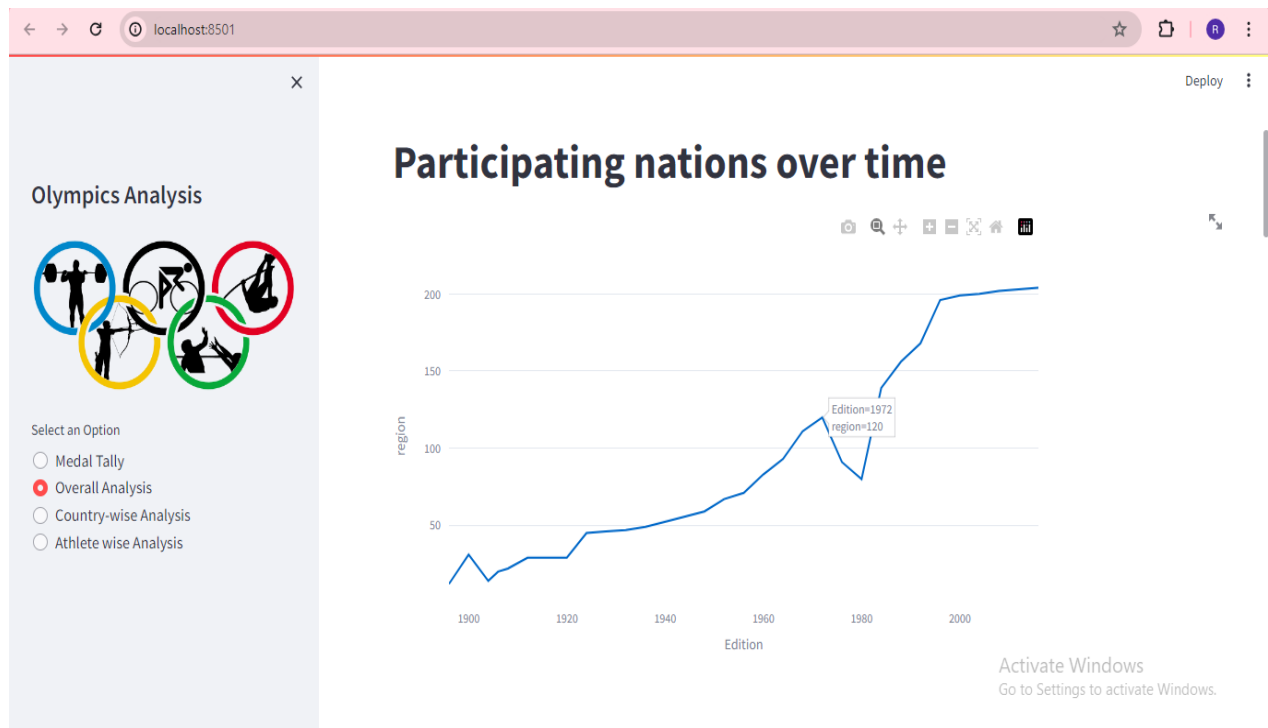 localhost:8501
R
Deploy
Olympics Analysis
Select an Option
Medal Tally
Overall Analysis
Country-wise Analysis
Athlete wise Analysis
Participating nations over time
200
150
100
50
region
Edition=1972
region=120
1900 1920 1940 1960 1980 2000
Edition
Activate Windows
Go to Settings to activate Windows.